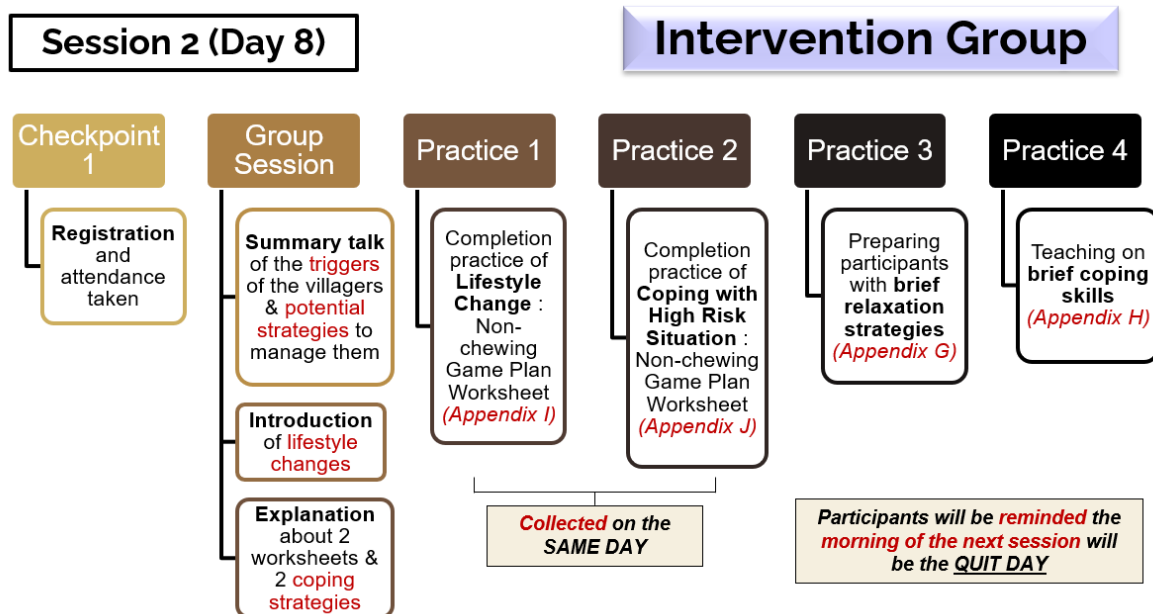 Session 2 (Day 8)
Intervention Group
Checkpoint
1
Registration
and
attendance
taken
Group
Session
Summary talk
of the triggers
of the villagers
& potential
strategies to
manage them
Introduction
of lifestyle
changes
Explanation
about 2
worksheets &
2 coping
strategies
Practice 1
Completion
practice of
Lifestyle
Change :
Non-
chewing
Game Plan
Worksheet
(Appendix I)
Practice 2
Completion
practice of
Coping with
High Risk
Situation :
Non-chewing
Game Plan
Worksheet
(Appendix J)
Collected on the
SAME DAY
Practice 3
Preparing
participants
with brief
relaxation
strategies
(Appendix G)
Practice 4
Teaching on
brief coping
skills
(Appendix H)
Participants will be reminded the
morning of the next session will
be the QUIT DAY